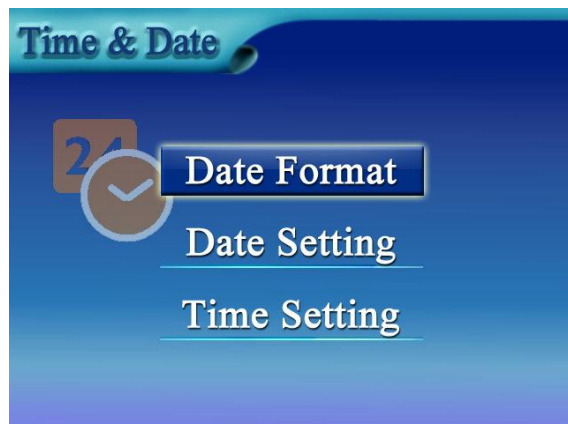 Time & Date
24
Date Format
Date Setting
Time Setting